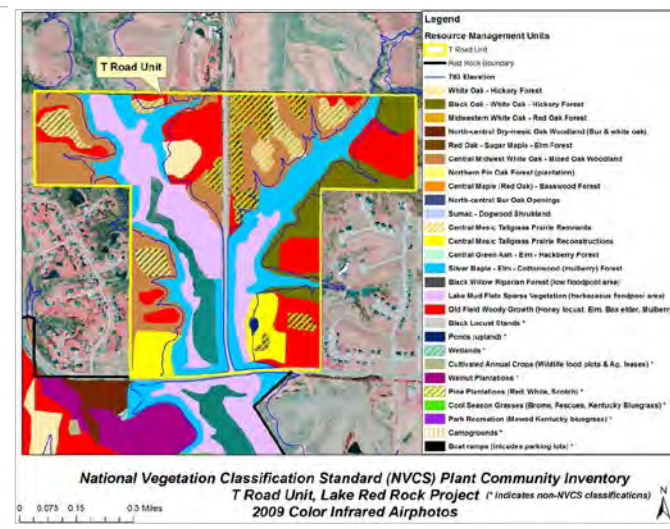 T Road Unit
Legend
Resource Management Units
T Road Unit
Red Rock Boundary
780 Elevation
White Oak - Hickory Forest
Black Oak - White Oak - Hickory Forest
Midwestern White Oak - Red Oak Forest
North-central Dry-mesic Oak Woodland (Bur & white oak)
Red Oak - Sugar Maple - Elm Forest
Central Midwest White Oak - Mixed Oak Woodland
Northern Pin Oak Forest (plantation)
Central Maple (Red Oak) - Basswood Forest
North-central Bur Oak Openings
Sumac - Dogwood Shrubland
Central Mesic Tallgrass Prairie Remnants
Central Mesic Tallgrass Prairie Reconstructions
Central Green Ash - Elm - Hackberry Forest
Silver Maple - Elm - Cottonwood (mulberry) Forest
Black Willow Riparian Forest (low floodpool area)
Lake Mud Flats Sparse Vegetation (herbaceous floodpool area)
Old Field Woody Growth (Honey locust, Elm, Box elder, Mulberry
Black Locust Stands *
Ponds (upland) *
Wetlands *
Cultivated Annual Crops (Wildlife food plots & Ag. leases) *
Walnut Plantations *
Pine Plantations (Red, White, Scotch) *
Cool Season Grasses (Brome, Fescues, Kentucky Bluegrass) *
Park Recreation (Mowed Kentucky bluegrass) *
Campgrounds *
Boat ramps (includes parking lots) *
National Vegetation Classification Standard (NVCS) Plant Community Inventory
T Road Unit, Lake Red Rock Project (* indicates non-NVCS classifications)
2009 Color Infrared Airphotos
0 0.075 0.15 0.3 Miles
N